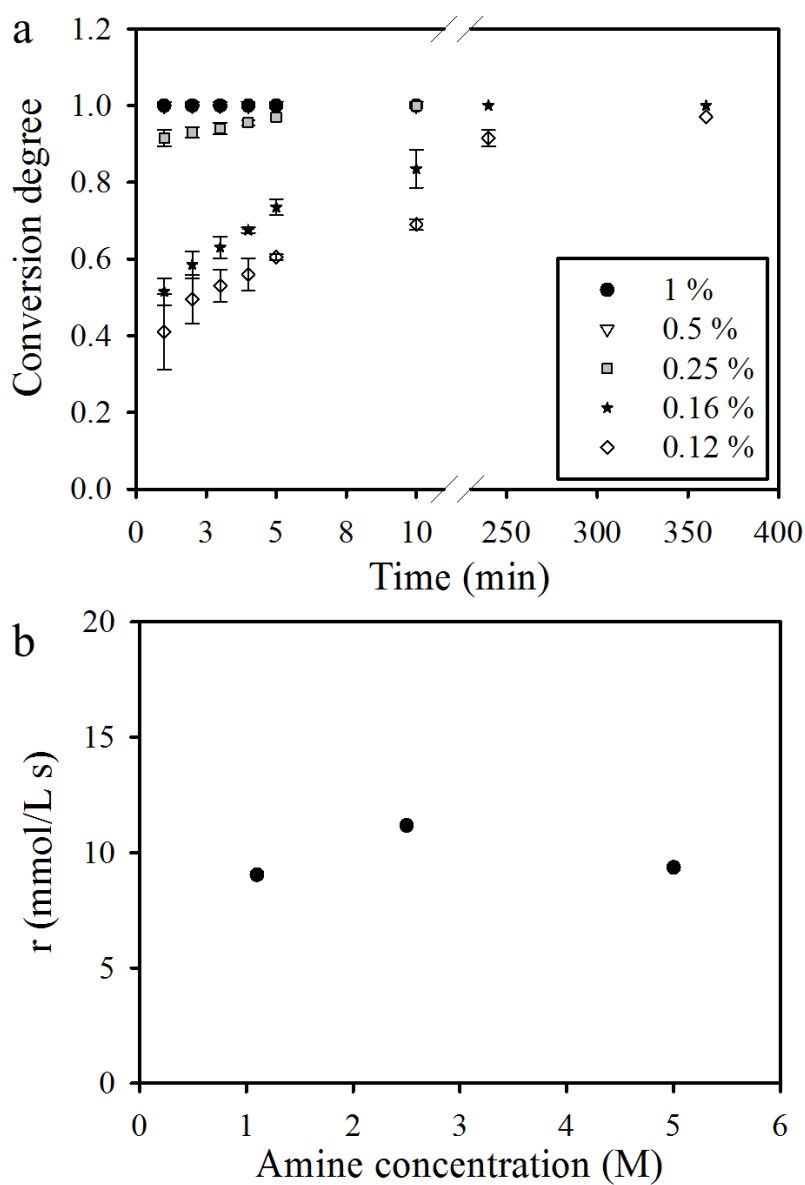 a
1.2
1.0
0.8
0.6
0.4
0.2
0.0
Conversion degree
1 %
0.5 %
0.25 %
0.16 %
0.12 %
0 3 5 8 10 250 300 350 400
Time (min)
b
20
15
10
5
0
r (mmol/L s)
0 1 2 3 4 5 6
Amine concentration (M)